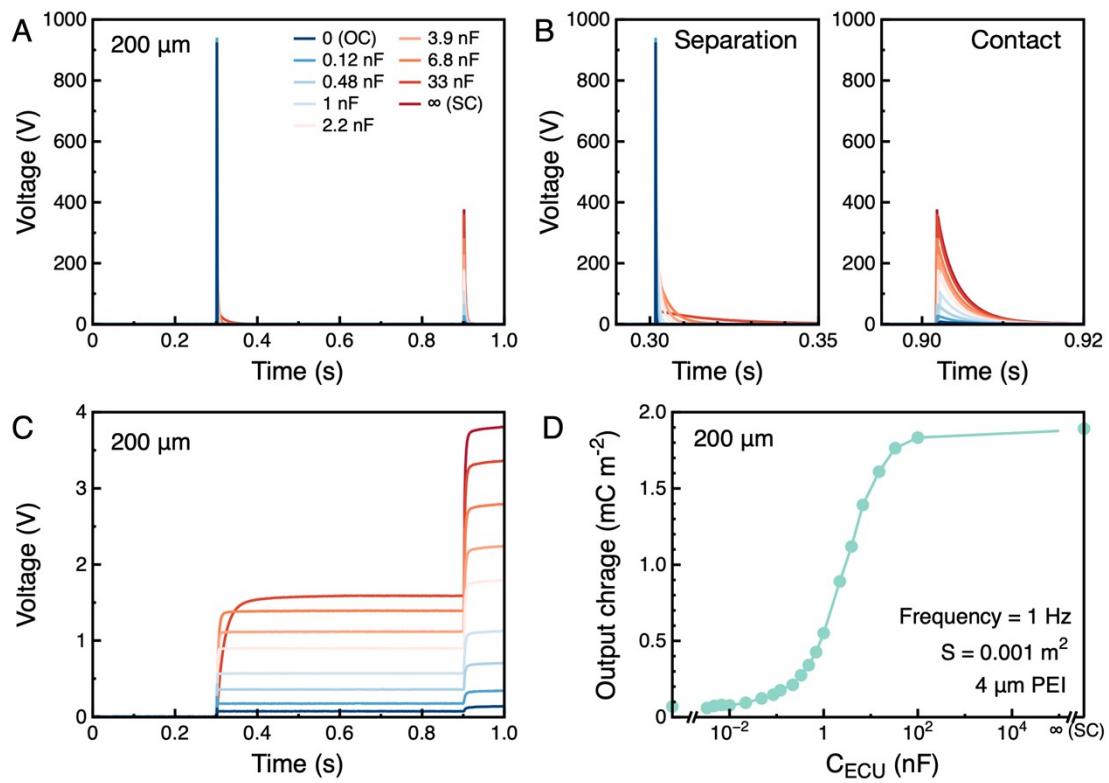 A
200 µm
0 (OC)
0.12 nF
0.48 nF
1 nF
2.2 nF
3.9 nF
6.8 nF
33 nF
∞ (SC)
1000
800
600
400
200
0
Voltage (V)
0
0.2
0.4
0.6
0.8
1.0
Time (s)
B
Separation
1000
800
600
400
200
0
Voltage (V)
0.30
0.35
Time (s)
Contact
0.90
0.92
Time (s)
C
200 µm
4
3
2
1
0
Voltage (V)
0
0.2
0.4
0.6
0.8
1.0
Time (s)
D
200 µm
2.0
1.5
1.0
0.5
0
Output chrage (mC m⁻²)
Frequency = 1 Hz
S = 0.001 m²
4 µm PEI
10⁻²
1
10²
10⁴
∞ (SC)
C_ECU (nF)